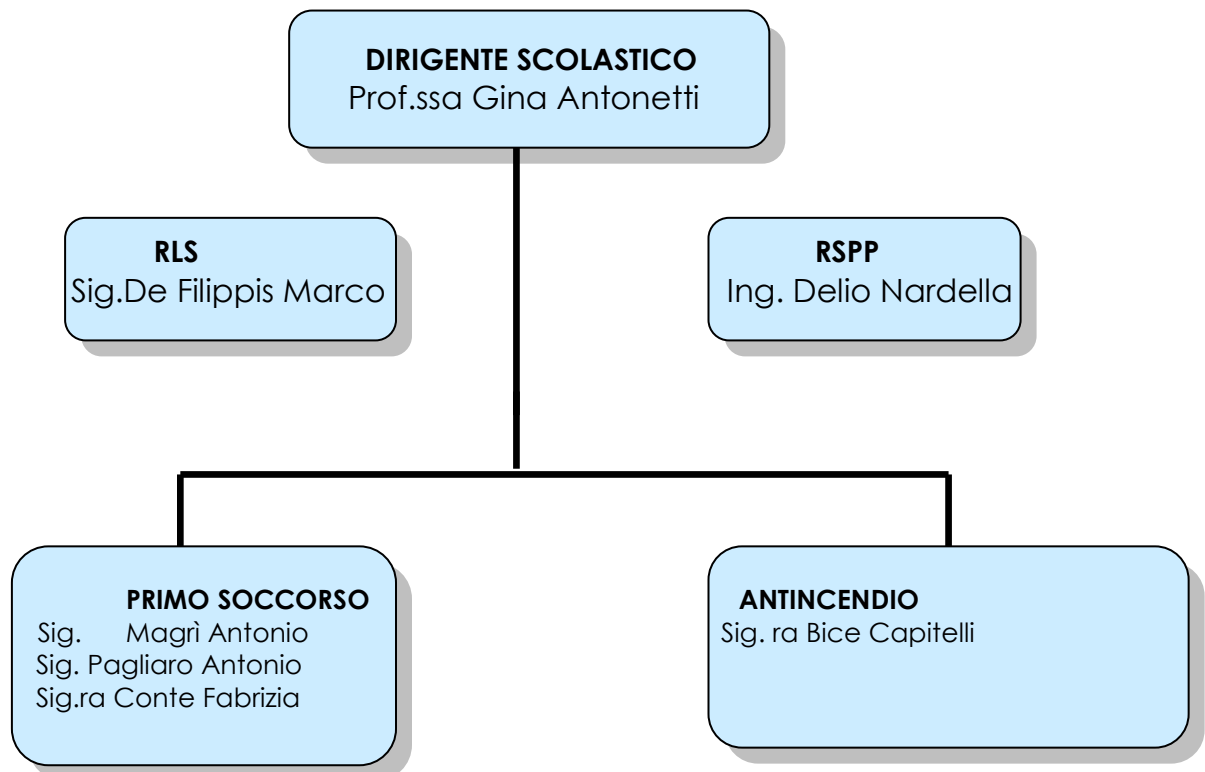 DIRIGENTE SCOLASTICO
Prof.ssa Gina Antonetti
RLS
Sig.De Filippis Marco
RSPP
Ing. Delio Nardella
PRIMO SOCCORSO
Sig. Magrì Antonio
Sig. Pagliaro Antonio
Sig.ra Conte Fabrizia
ANTINCENDIO
Sig. ra Bice Capitelli